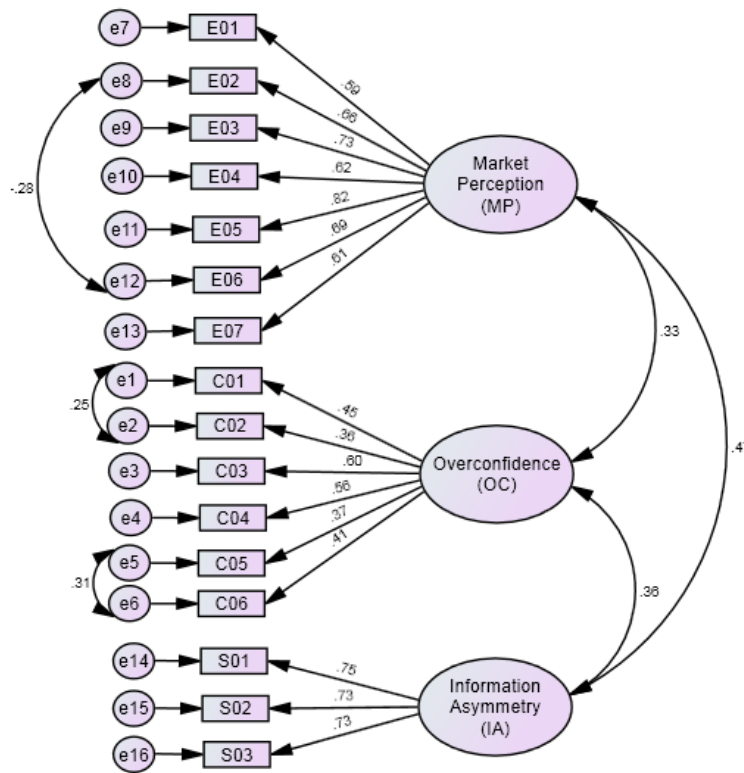 e7
E01
.59
e8
E02
.66
e9
E03
.73
Market
Perception
(MP)
e10
E04
.62
-.28
e11
E05
.82
e12
E06
.69
e13
E07
.61
.33
e1
C01
.45
.25
e2
C02
.36
Overconfidence
(OC)
e3
C03
.60
e4
C04
.56
e5
C05
.37
.31
e6
C06
.41
.36
e14
S01
.75
Information
Asymmetry
(IA)
e15
S02
.73
e16
S03
.73